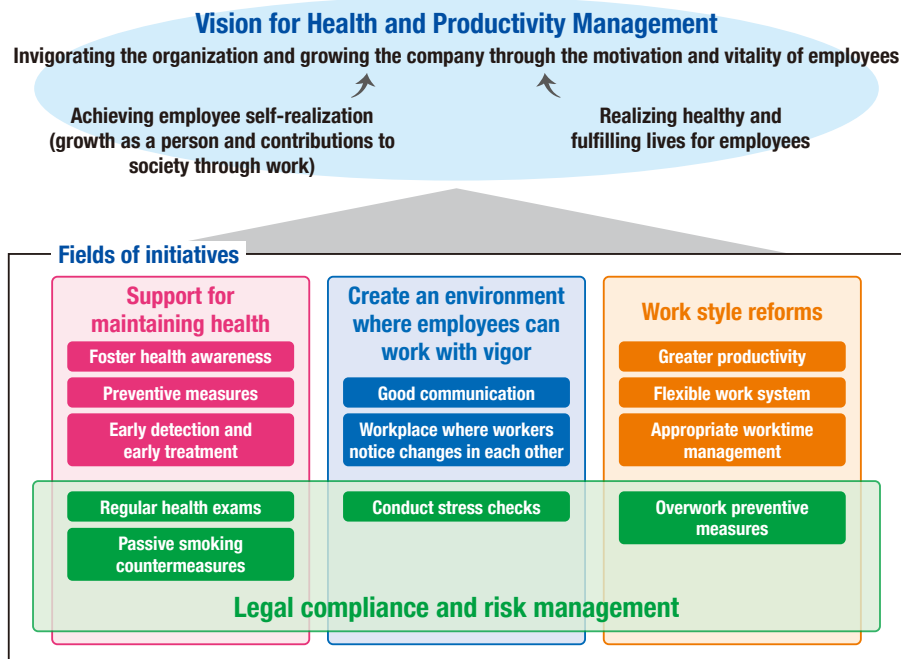 Vision for Health and Productivity Management
Invigorating the organization and growing the company through the motivation and vitality of employees
Achieving employee self-realization
(growth as a person and contributions to
society through work)
Realizing healthy and
fulfilling lives for employees
Fields of initiatives
Support for
maintaining health
Foster health awareness
Preventive measures
Early detection and
early treatment
Regular health exams
Passive smoking
countermeasures
Create an environment
where employees can
work with vigor
Good communication
Workplace where workers
notice changes in each other
Conduct stress checks
Work style reforms
Greater productivity
Flexible work system
Appropriate worktime
management
Overwork preventive
measures
Legal compliance and risk management